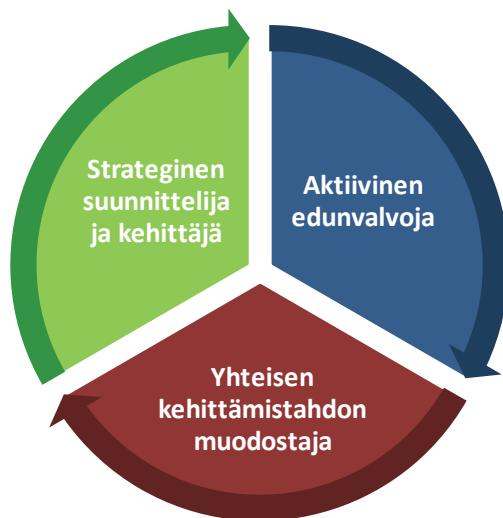 Strateginen
suunnittelija
ja kehittäjä
Aktiivinen
edunvalvoja
Yhteisen
kehittämistahdon
muodostaja